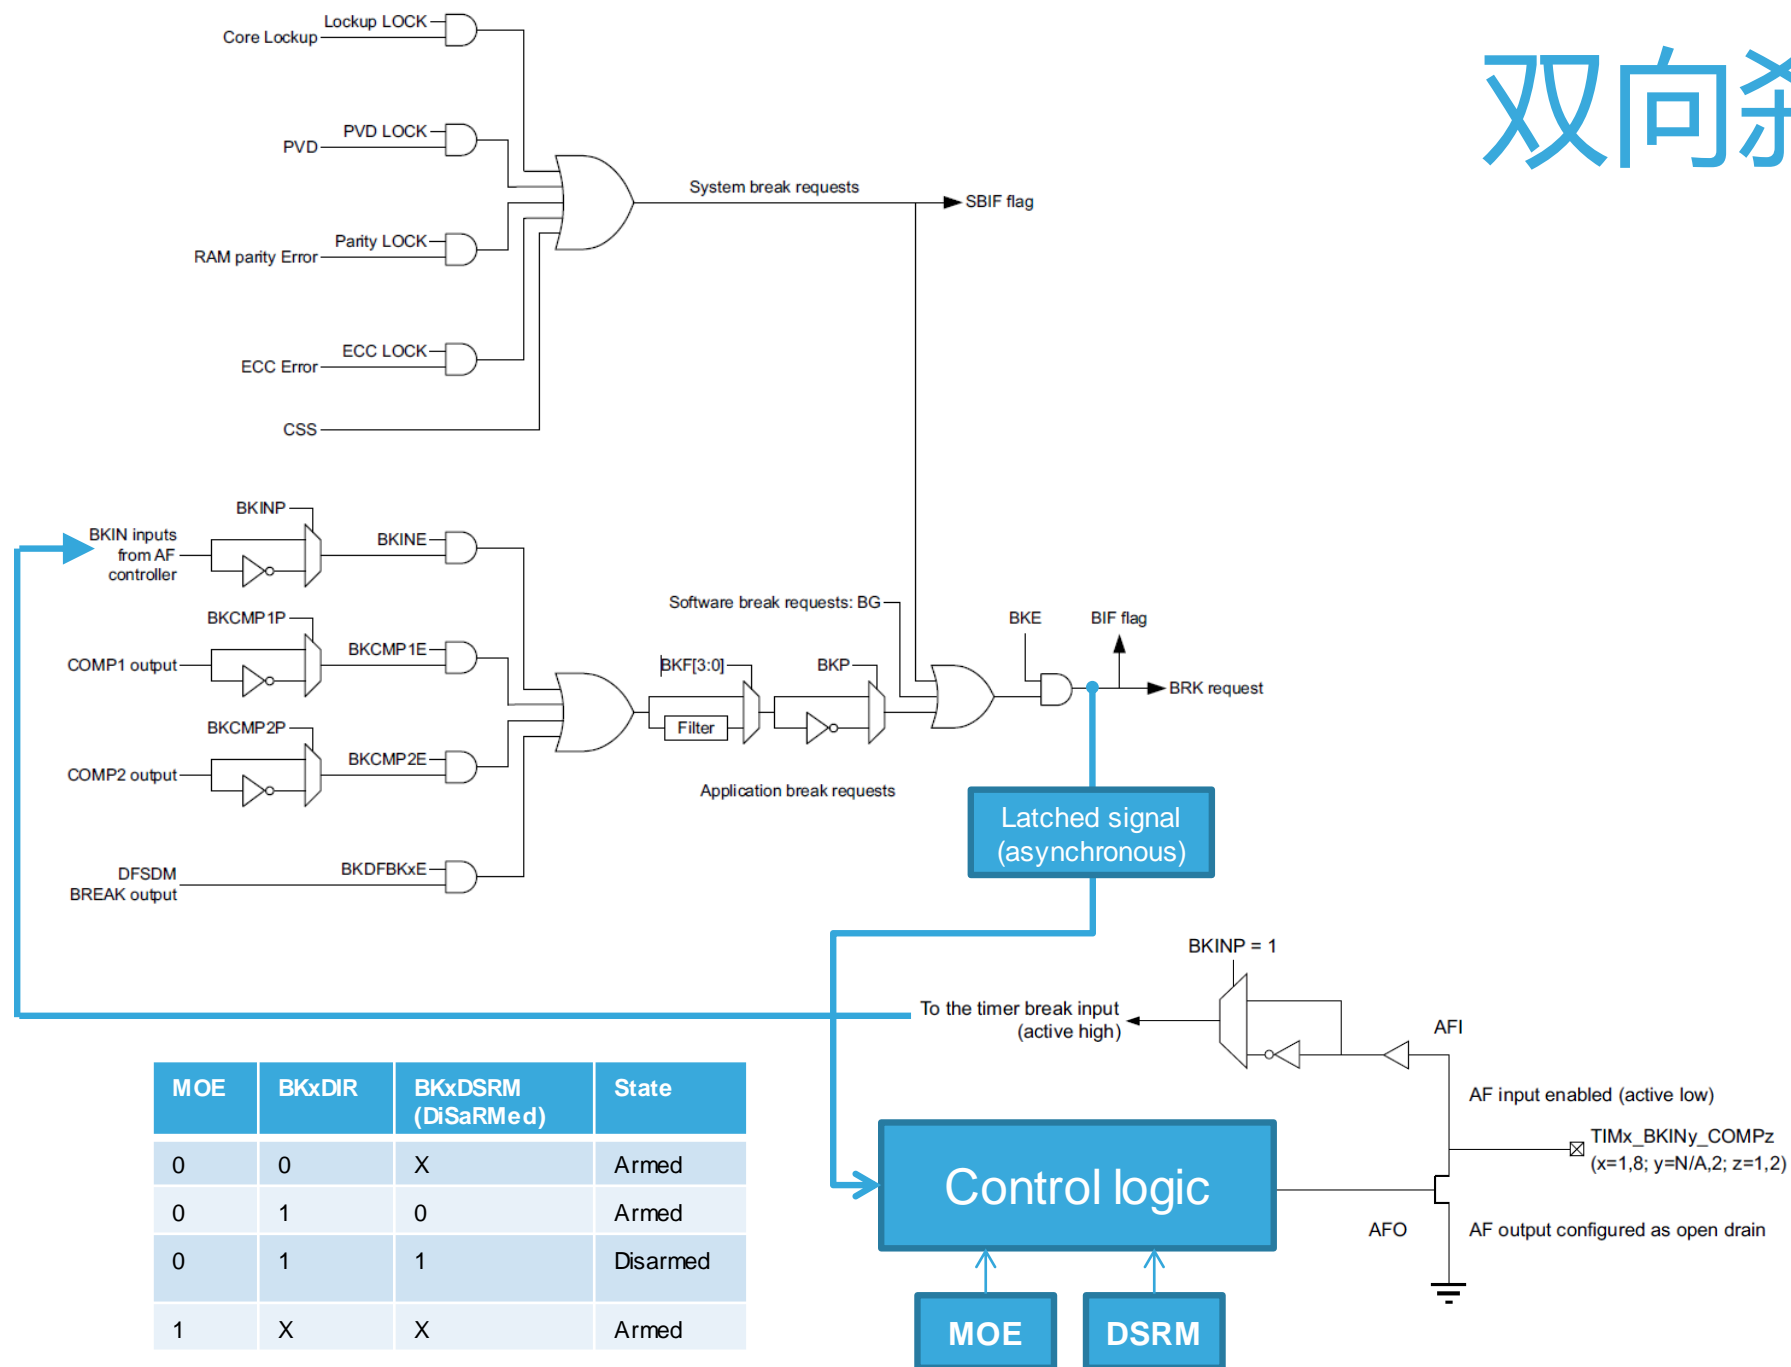 双向
Lockup LOCK
Core Lockup
PVD LOCK
PVD
System break requests
SBIF flag
Parity LOCK
RAM parity Error
ECC LOCK
ECC Error
CSS
BKINP
BKIN inputs
from AF
controller
BKINE
BKCMP1P
COMP1 output
BKCMP1E
BKCMP2P
COMP2 output
BKCMP2E
DFSDM
BREAK output
BKDFBKxE
BKF[3:0]
Filter
BKP
Application break requests
Software break requests: BG
BKE
BIF flag
BRK request
Latched signal
(asynchronous)
BKINP = 1
To the timer break input
(active high)
AFI
AF input enabled (active low)
TIMx_BKINy_COMPz
(x=1,8; y=N/A,2; z=1,2)
Control logic
AFO
AF output configured as open drain
MOE
DSRM
MOE BKxDIR BKxDSRM (DiSaRMed) State
0 0 X Armed
0 1 0 Armed
0 1 1 Disarmed
1 X X Armed